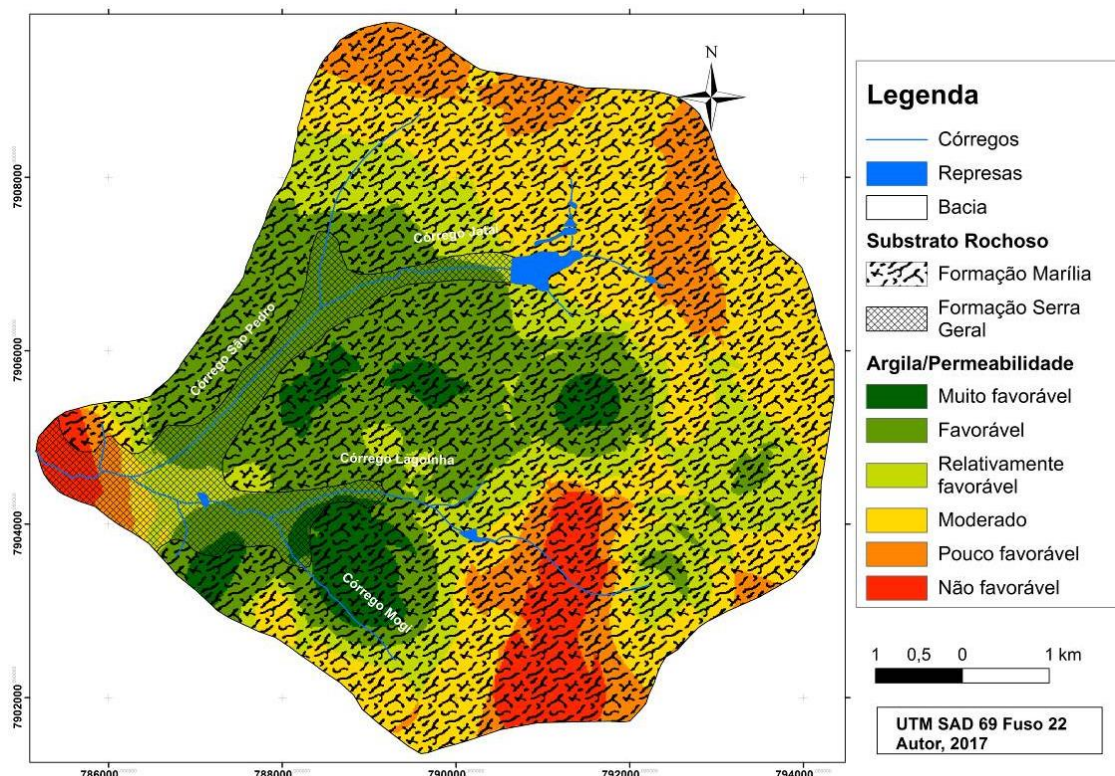 N
Legenda
Córregos
Represas
Bacia
Substrato Rochoso
Formação Marília
Formação Serra
Geral
Argila/Permeabilidade
Muito favorável
Favorável
Relativamente
favorável
Moderado
Pouco favorável
Não favorável
1 0,5 0 1 km
UTM SAD 69 Fuso 22
Autor, 2017
Córrego Jataí
Córrego São Pedro
Córrego Lagoinha
Córrego Mogi
7908000
7906000
7904000
7902000
786000 788000 790000 792000 794000